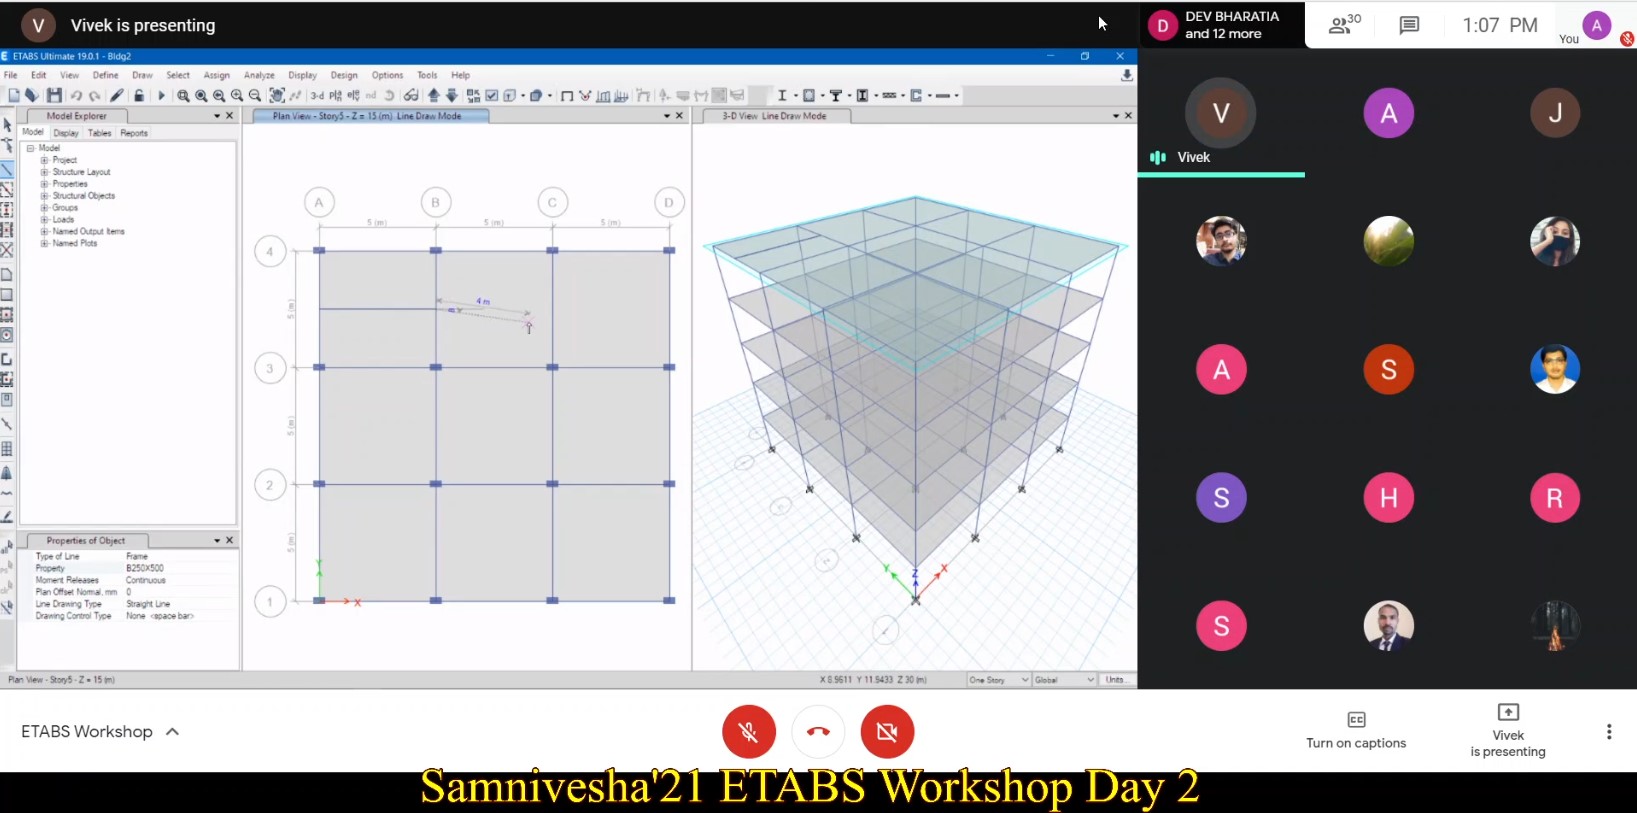 V Vivek is presenting
D DEV BHARATIA
and 12 more
30
1:07 PM
You A
ETABS Ultimate 19.0.1 - Bldg2
File Edit View Define Draw Select Assign Analyze Display Design Options Tools Help
3-d
Model Explorer
Model Display Tables Reports
Model
Project
Structure Layout
Properties
Structural Objects
Groups
Loads
Named Output Items
Named Plots
Properties of Object
Type of Line Frame
Property B250X500
Moment Releases Continuous
Plan Offset Normal, mm 0
Line Drawing Type Straight Line
Drawing Control Type None <space bar>
Plan View - Story5 - Z = 15 (m) Line Draw Mode
A B C D
5 (m) 5 (m) 5 (m)
4
5 (m)
4 m
3
5 (m)
2
5 (m)
1
Y
X
3-D View Line Draw Mode
Y Z X
Plan View - Story5 - Z = 15 (m)
One Story Global Units...
V A J
Vivek
A S
S H R
S
ETABS Workshop
Turn on captions
Vivek
is presenting
Samnivesha'21 ETABS Workshop Day 2